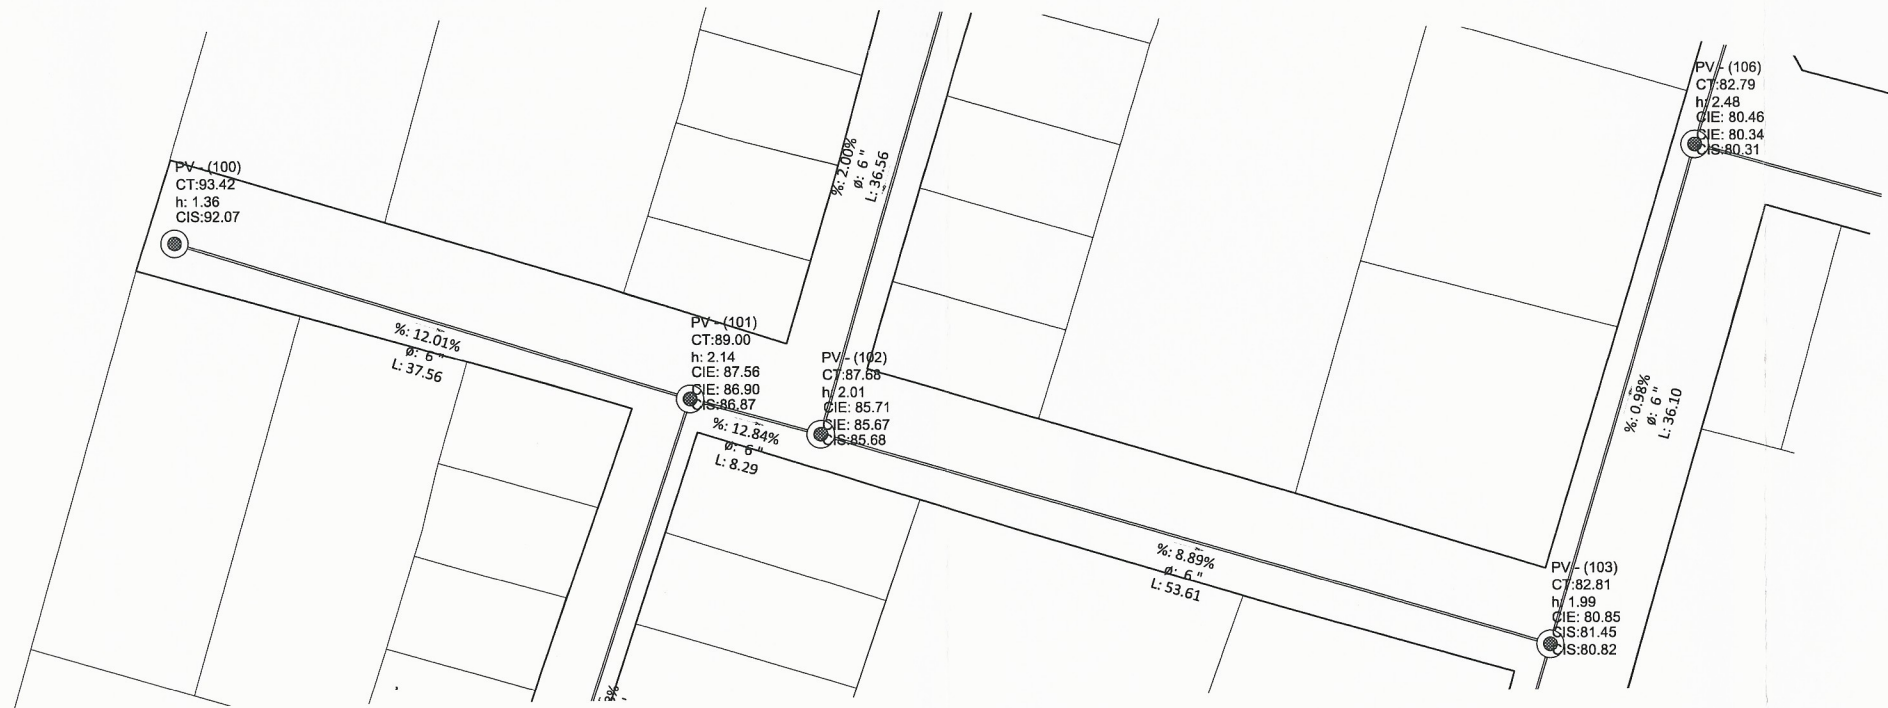 PV - (100)
CT:93.42
h: 1.36
CIS:92.07
%: 12.01%
ø: 6 "
L: 37.56
PV - (101)
CT:89.00
h: 2.14
CIE: 87.56
CIE: 86.90
CIS:86.87
%: 12.84%
ø: 6 "
L: 8.29
%: 2.00%
ø: 6 "
L: 36.56
PV - (102)
CT:87.68
h: 2.01
CIE: 85.71
CIE: 85.67
CIS:85.68
%: 8.89%
ø: 6 "
L: 53.61
PV - (103)
CT:82.81
h: 1.99
CIE: 80.85
CIS:81.45
CIS:80.82
%: 0.98%
ø: 6 "
L: 36.10
PV - (106)
CT:82.79
h: 2.48
CIE: 80.46
CIE: 80.34
CIS:80.31